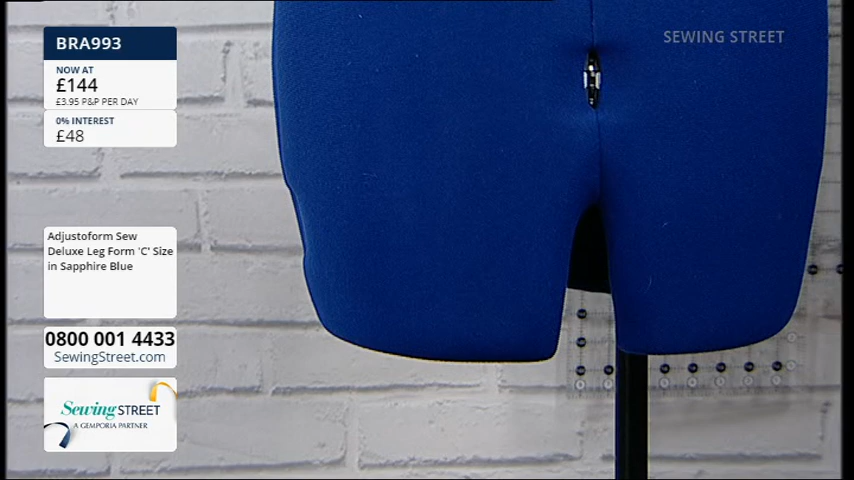 BRA993
NOW AT
£144
£3.95 P&P PER DAY
0% INTEREST
£48
Adjustoform Sew
Deluxe Leg Form 'C' Size
in Sapphire Blue
0800 001 4433
SewingStreet.com
Sewing STREET
A GEMPORIA PARTNER
SEWING STREET